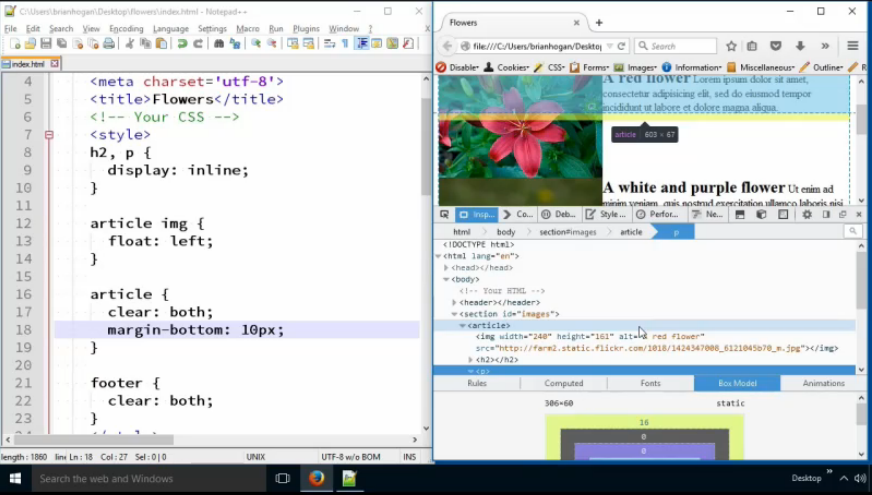 C:\Users\brianhogan\Desktop\flowers\index.html - Notepad++
File Edit Search View Encoding Language Settings Macro Run Plugins Window ?
index.html
4 <meta charset='utf-8'>
5 <title>Flowers</title>
6 <!-- Your CSS -->
7 <style>
8 h2, p {
9 display: inline;
10 }
11
12 article img {
13 float: left;
14 }
15
16 article {
17 clear: both;
18 margin-bottom: 10px;
19 }
20
21 footer {
22 clear: both;
23 }
length : 1860 line Ln : 18 Col : 27 Sel : 0 | 0 UNIX UTF-8 w/o BOM INS
Flowers
file:///C:/Users/brianhogan/Desktop
Search
Disable Cookies CSS Forms Images Information Miscellaneous Outline R
A red flower Lorem ipsum dolor sit amet,
consectetur adipisicing elit, sed do eiusmod tempor
incididunt ut labore et dolore magna aliqua.
article 603 × 67
A white and purple flower Ut enim ad
minim veniam, quis nostrud exercitation ullamco laboris nisi
Insp... Co... Deb... Style ... Perfor... Ne...
html body section#images article p
<!DOCTYPE html>
<html lang="en">
<head></head>
<body>
<!-- Your HTML -->
<header></header>
<section id="images">
<article>
<img width="240" height="161" alt="A red flower"
src="http://farm2.static.flickr.com/1018/1424347008_6121045b70_m.jpg"></img>
<h2></h2>
<p>
Rules Computed Fonts Box Model Animations
306×60 static
16
0
0
Search the web and Windows
Desktop